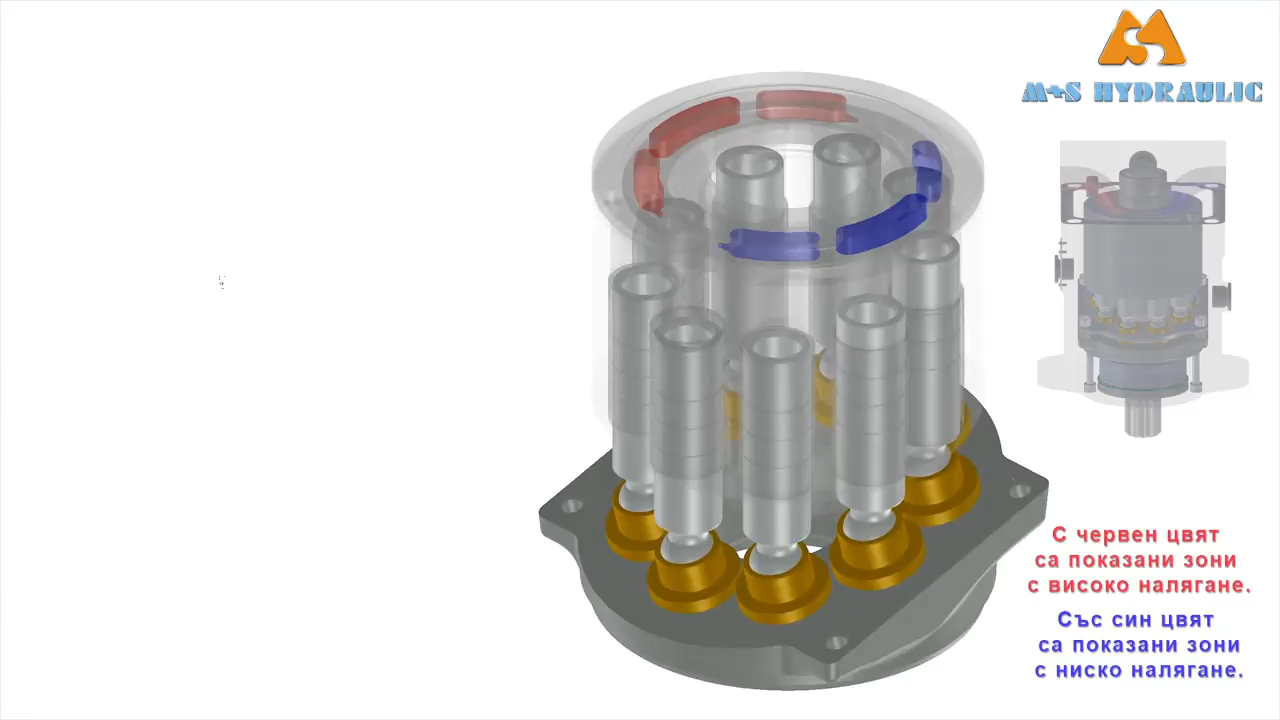 M+S HYDRAULIC
С червен цвят
са показани зони
с високо налягане.
Със син цвят
са показани зони
с ниско налягане.